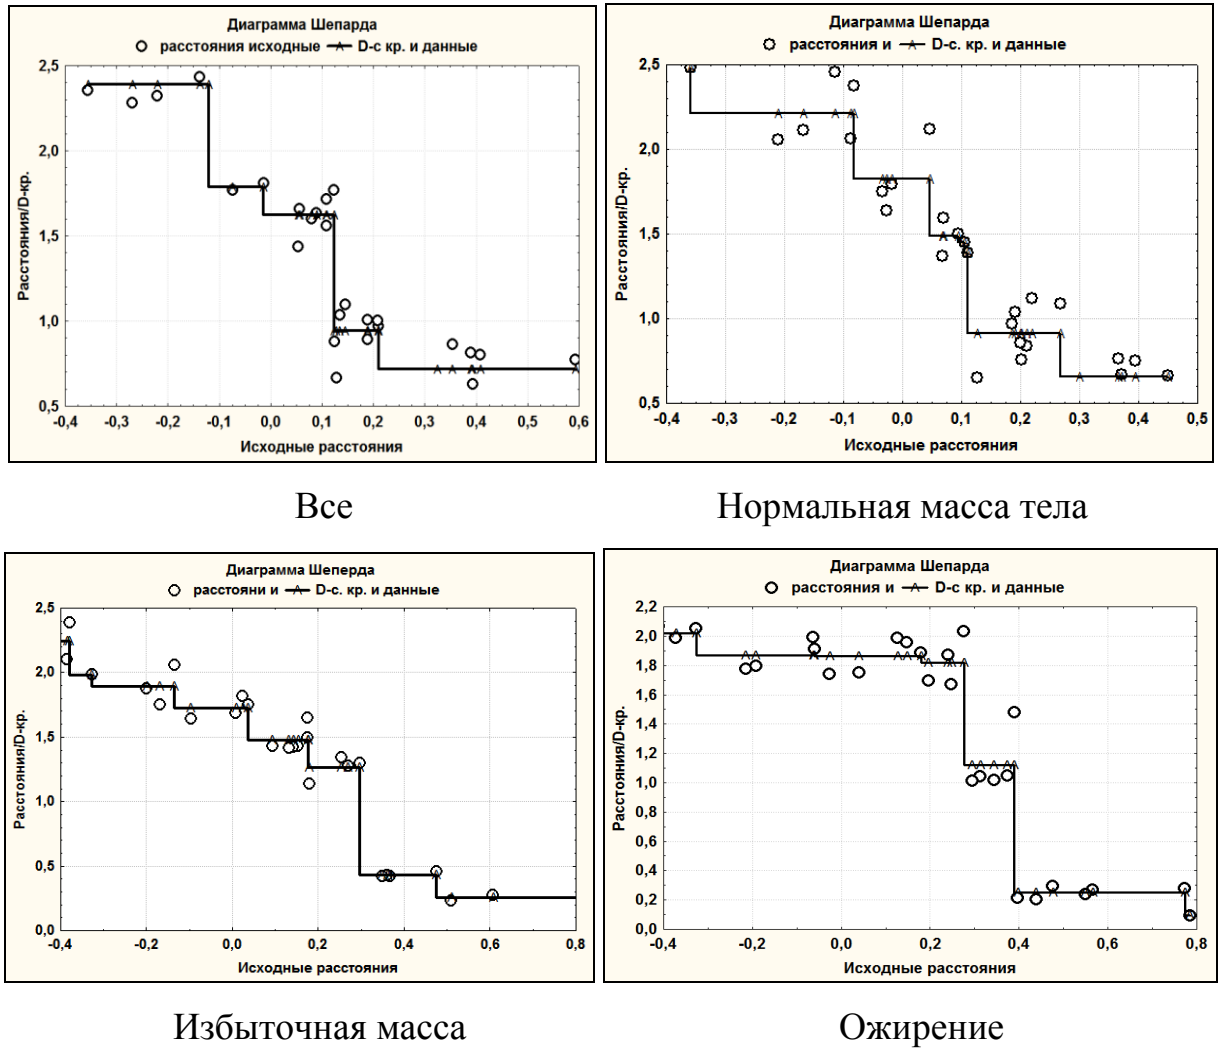 Диаграмма Шепарда
расстояния исходные D-с кр. и данные
2,5
2,0
1,5
1,0
0,5
Расстояния/D-кр.
-0,4 -0,3 -0,2 -0,1 0,0 0,1 0,2 0,3 0,4 0,5 0,6
Исходные расстояния
Все
Диаграмма Шепарда
расстояния и D-с. кр. и данные
2,5
2,0
1,5
1,0
0,5
Расстояния/D-кр.
-0,4 -0,3 -0,2 -0,1 0,0 0,1 0,2 0,3 0,4 0,5
Исходные расстояния
Нормальная масса тела
Диаграмма Шеперда
расстояни и D-с. кр. и данные
2,5
2,0
1,5
1,0
0,5
0,0
Расстояния/D-кр.
-0,4 -0,2 0,0 0,2 0,4 0,6 0,8
Исходные расстояния
Избыточная масса
Диаграмма Шепарда
расстояния и D-с кр. и данные
2,2
2,0
1,8
1,6
1,4
1,2
1,0
0,8
0,6
0,4
0,2
0,0
Расстояния/D-кр.
-0,4 -0,2 0,0 0,2 0,4 0,6 0,8
Исходные расстояния
Ожирение